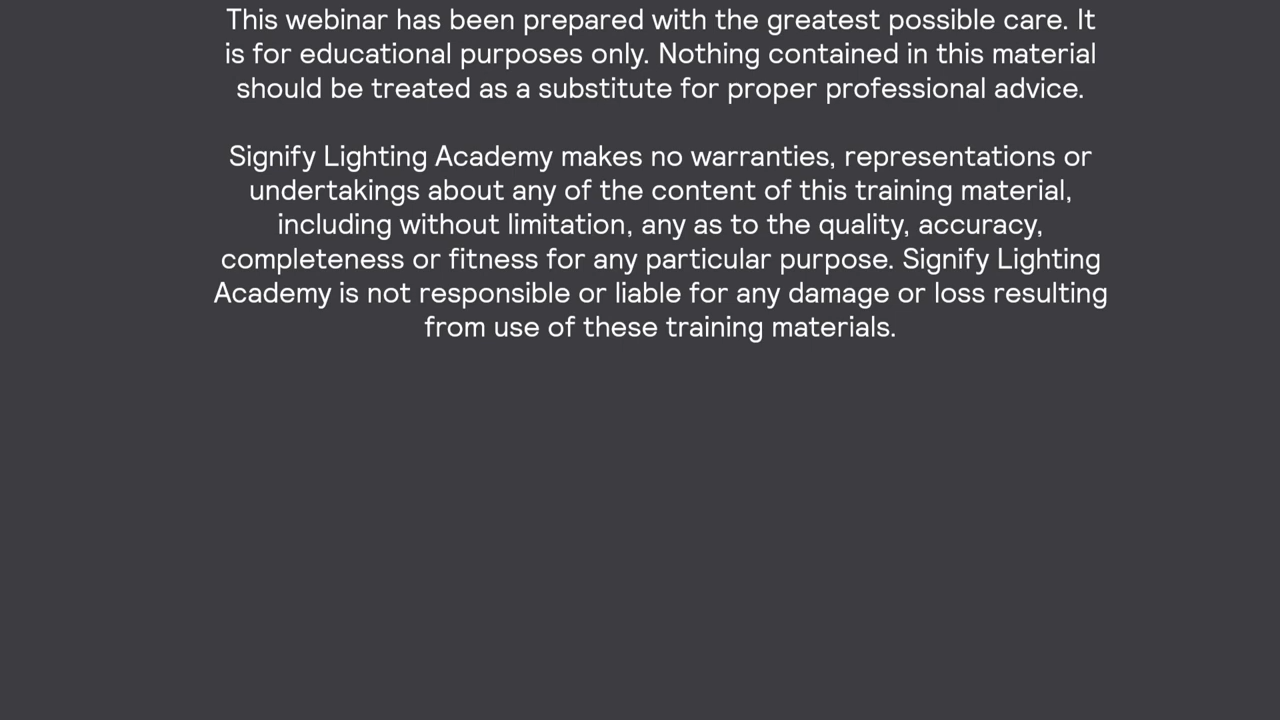 This webinar has been prepared with the greatest possible care. It
is for educational purposes only. Nothing contained in this material
should be treated as a substitute for proper professional advice.
Signify Lighting Academy makes no warranties, representations or
undertakings about any of the content of this training material,
including without limitation, any as to the quality, accuracy,
completeness or fitness for any particular purpose. Signify Lighting
Academy is not responsible or liable for any damage or loss resulting
from use of these training materials.